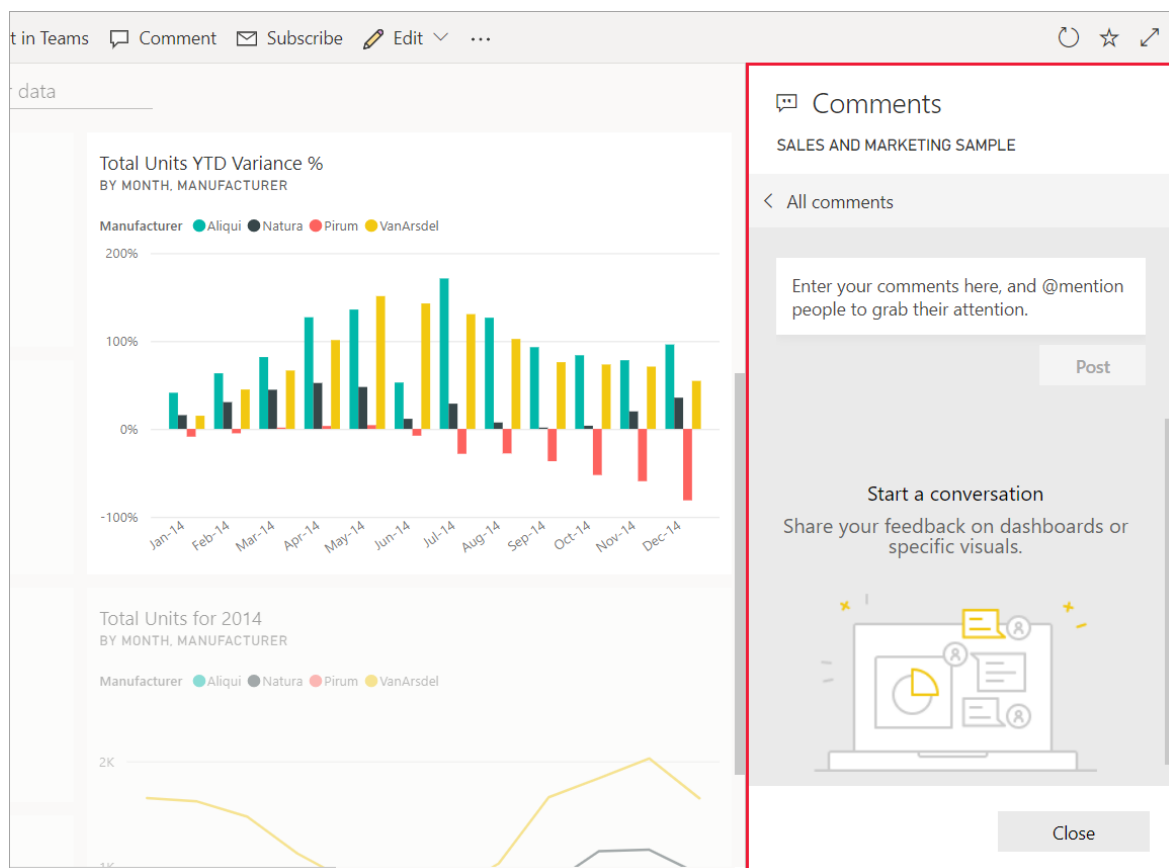 t in Teams Comment Subscribe Edit ...
r data
Total Units YTD Variance %
BY MONTH, MANUFACTURER
Manufacturer Aliqui Natura Pirum VanArsdel
200%
100%
0%
-100%
Jan-14 Feb-14 Mar-14 Apr-14 May-14 Jun-14 Jul-14 Aug-14 Sep-14 Oct-14 Nov-14 Dec-14
Total Units for 2014
BY MONTH, MANUFACTURER
Manufacturer Aliqui Natura Pirum VanArsdel
2K
1K
Comments
SALES AND MARKETING SAMPLE
All comments
Enter your comments here, and @mention
people to grab their attention.
Post
Start a conversation
Share your feedback on dashboards or
specific visuals.
Close